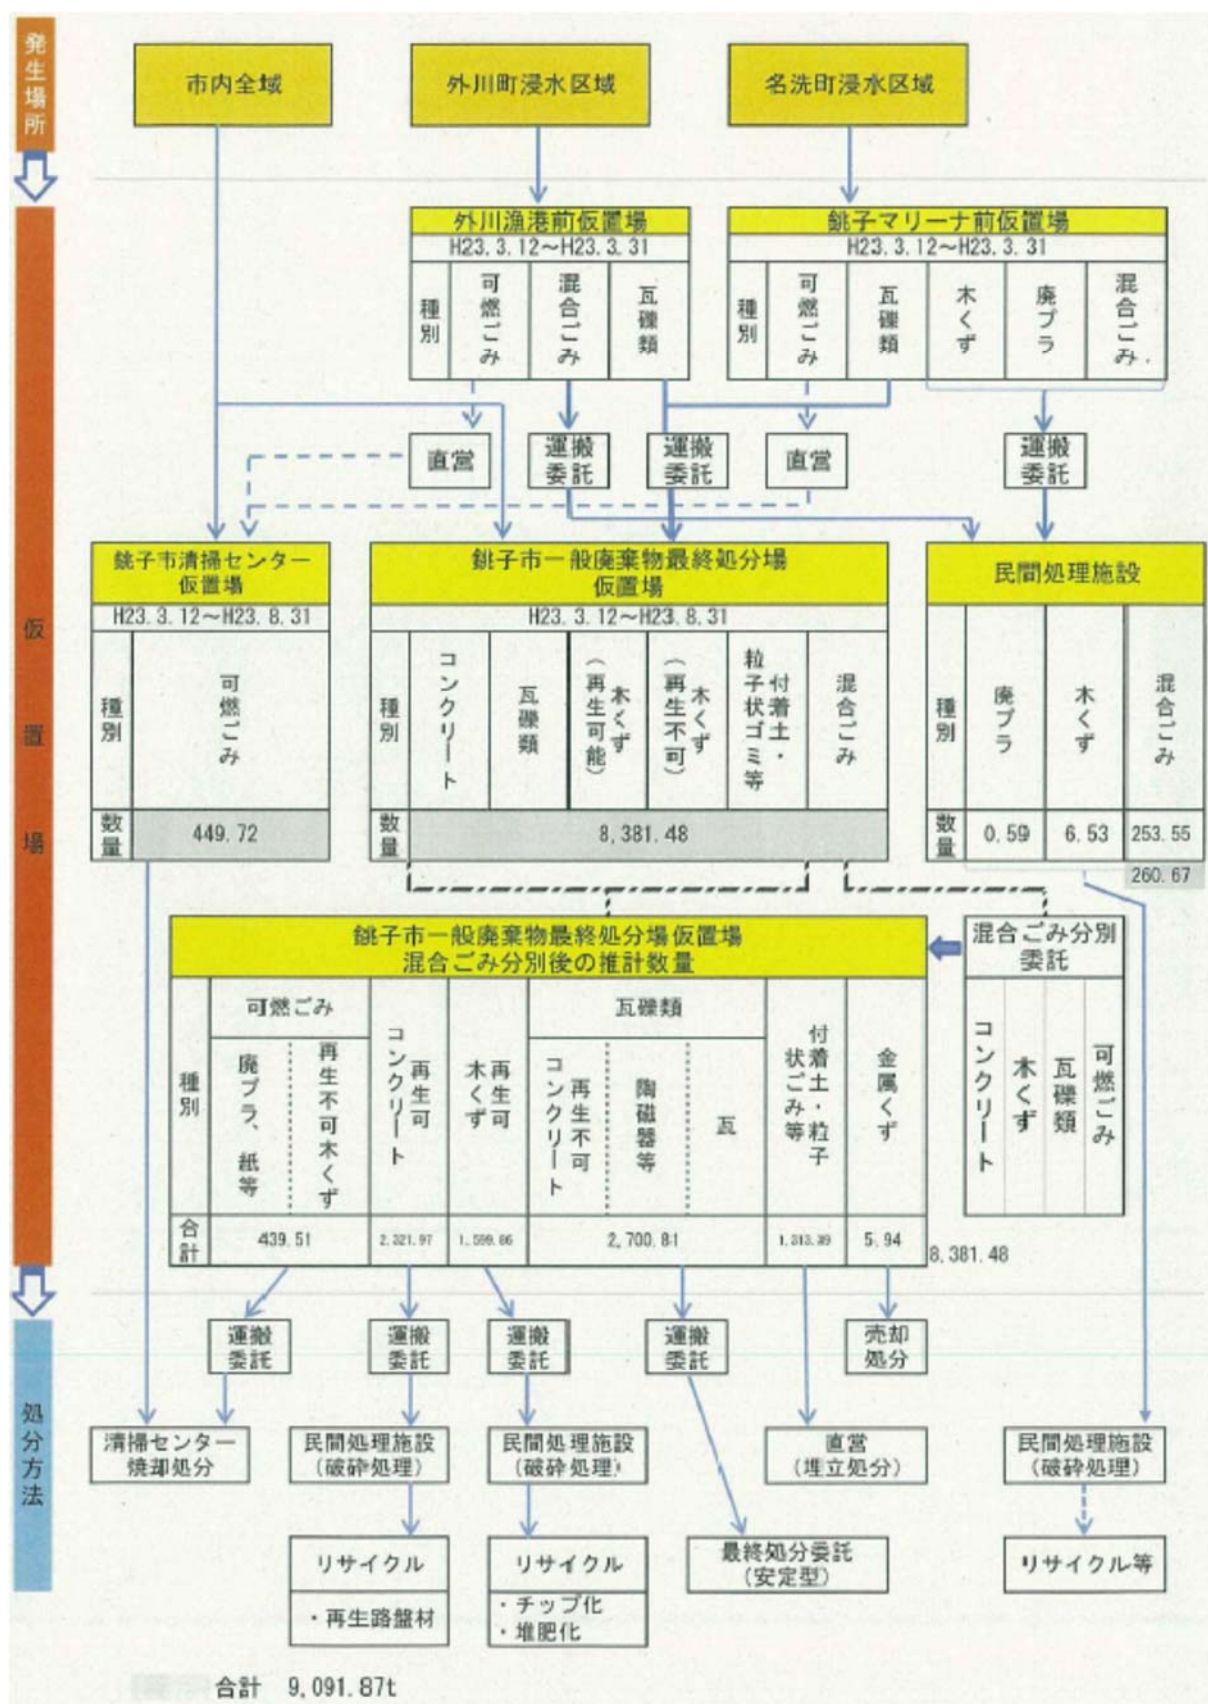 発生場所
市内全域
外川町浸水区域
名洗町浸水区域
外川漁港前仮置場
H23.3.12～H23.3.31
種別
可燃ごみ
混合ごみ
瓦礫類
銚子マリーナ前仮置場
H23.3.12～H23.3.31
種別
可燃ごみ
瓦礫類
木くず
廃プラ
混合ごみ
直営
運搬
委託
運搬
委託
直営
運搬
委託
仮置場
銚子市清掃センター
仮置場
H23.3.12～H23.8.31
種別
可燃ごみ
数量
449.72
銚子市一般廃棄物最終処分場
仮置場
H23.3.12～H23.8.31
種別
コンクリート
瓦礫類
木くず
(再生可能)
木くず
(再生不可)
付着土・
粒子状ゴミ等
混合ごみ
数量
8,381.48
民間処理施設
種別
廃プラ
木くず
混合ごみ
数量
0.59
6.53
253.55
260.67
銚子市一般廃棄物最終処分場仮置場
混合ごみ分別後の推計数量
種別
可燃ごみ
廃プラ、紙等
再生不可木くず
再生可
コンクリート
再生可
木くず
瓦礫類
再生不可
コンクリート
陶磁器等
瓦
付着土・粒子
状ごみ等
金属くず
合計
439.51
2,321.97
1,599.86
2,700.81
1,313.39
5.94
8,381.48
混合ごみ分別
委託
コンクリート
木くず
瓦礫類
可燃ごみ
運搬
委託
運搬
委託
運搬
委託
運搬
委託
売却
処分
処分方法
清掃センター
焼却処分
民間処理施設
(破砕処理)
民間処理施設
(破砕処理)
直営
(埋立処分)
民間処理施設
(破砕処理)
リサイクル
・再生路盤材
リサイクル
・チップ化
・堆肥化
最終処分委託
(安定型)
リサイクル等
合計 9,091.87t